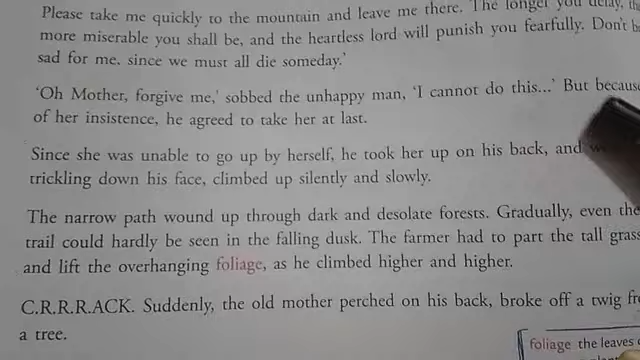 Please take me quickly to the mountain and leave me there. The longer you delay, the
more miserable you shall be, and the heartless lord will punish you fearfully. Don't be
sad for me, since we must all die someday.'
'Oh Mother, forgive me,' sobbed the unhappy man, 'I cannot do this...' But because
of her insistence, he agreed to take her at last.
Since she was unable to go up by herself, he took her up on his back, and
trickling down his face, climbed up silently and slowly.
The narrow path wound up through dark and desolate forests. Gradually, even the
trail could hardly be seen in the falling dusk. The farmer had to part the tall grass
and lift the overhanging foliage, as he climbed higher and higher.
C.R.R.R.ACK. Suddenly, the old mother perched on his back, broke off a twig
a tree.
foliage the leaves